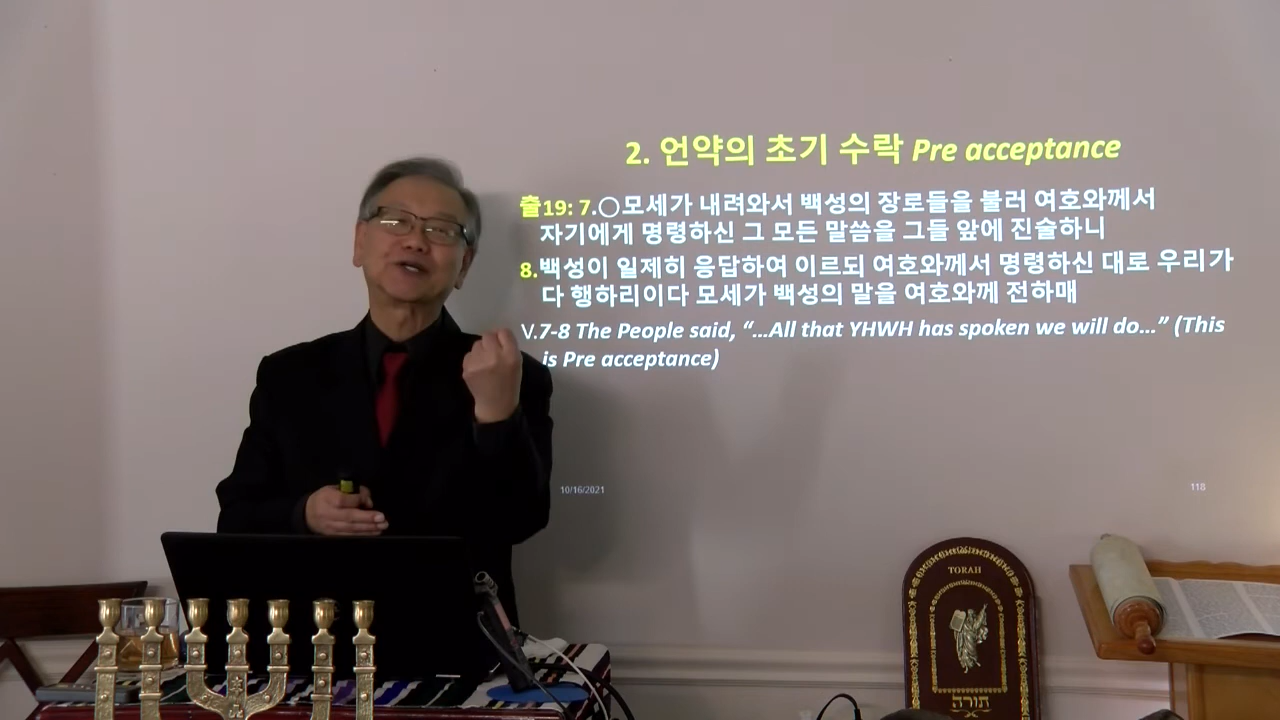 2. 언약의 초기 수락 Pre acceptance
출19: 7.○모세가 내려와서 백성의 장로들을 불러 여호와께서
자기에게 명령하신 그 모든 말씀을 그들 앞에 진술하니
8.백성이 일제히 응답하여 이르되 여호와께서 명령하신 대로 우리가
다 행하리이다 모세가 백성의 말을 여호와께 전하매
V.7-8 The People said, “...All that YHWH has spoken we will do...” (This
is Pre acceptance)
10/16/2021
118
TORAH
תורה